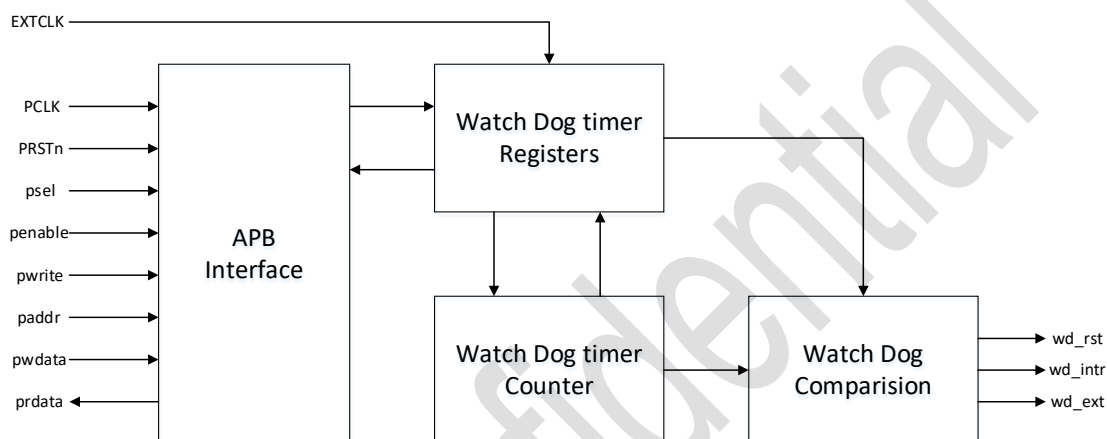 EXTCLK
PCLK
PRSTn
psel
penable
pwrite
paddr
pwdata
prdata
APB
Interface
Watch Dog timer
Registers
Watch Dog timer
Counter
Watch Dog
Comparision
wd_rst
wd_intr
wd_ext
fidential